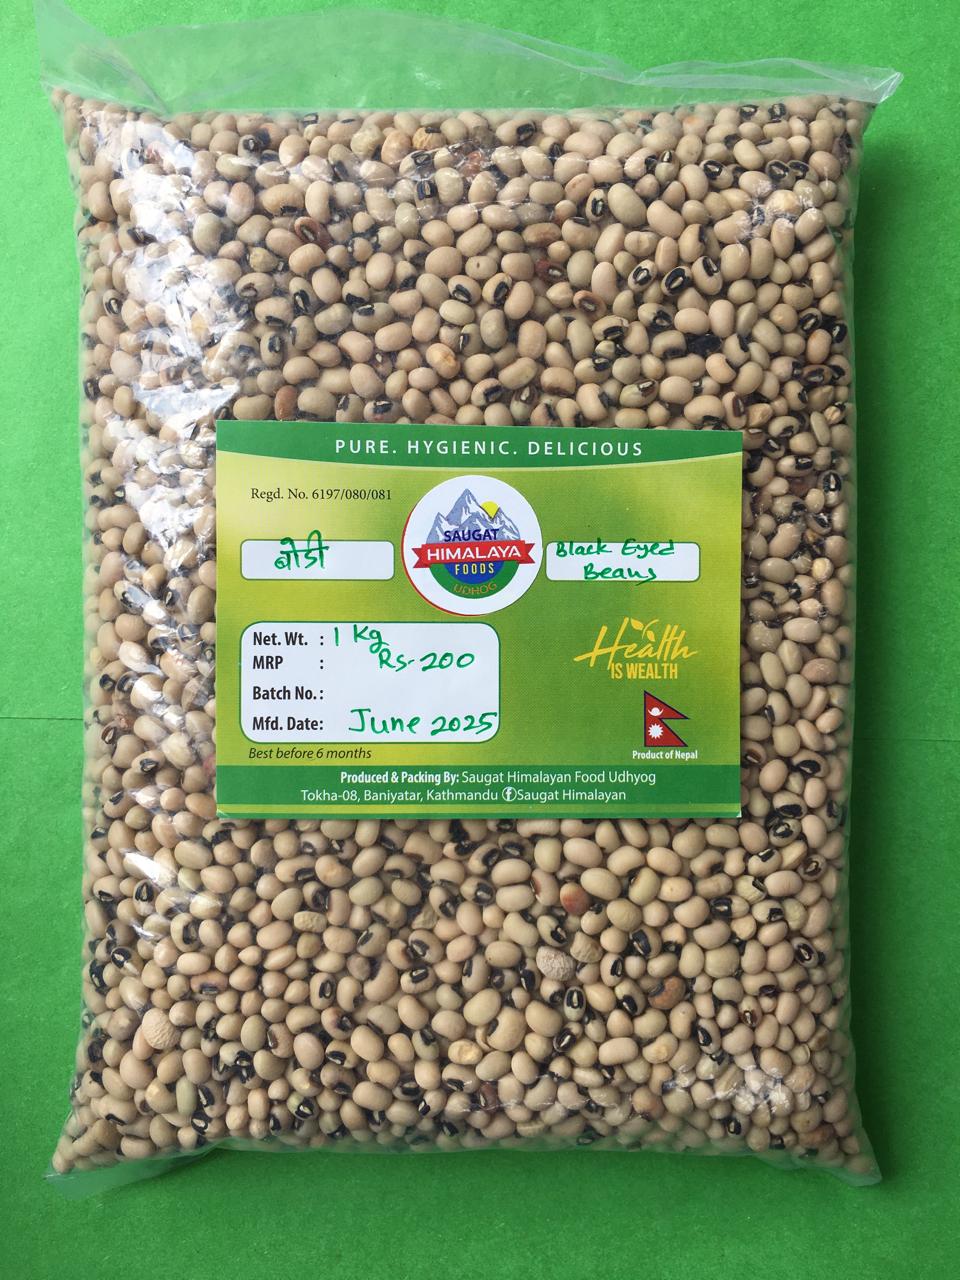 PURE. HYGIENIC. DELICIOUS
Regd. No. 6197/080/081
SAUGAT
HIMALAYA
FOODS
UDHOG
बोडी
Black Eyed
Beans
Net. Wt. : 1 Kg
MRP : Rs. 200
Batch No. :
Mfd. Date: June 2025
Health
IS WEALTH
Best before 6 months
Product of Nepal
Produced & Packing By: Saugat Himalayan Food Udhyog
Tokha-08, Baniyatar, Kathmandu f Saugat Himalayan